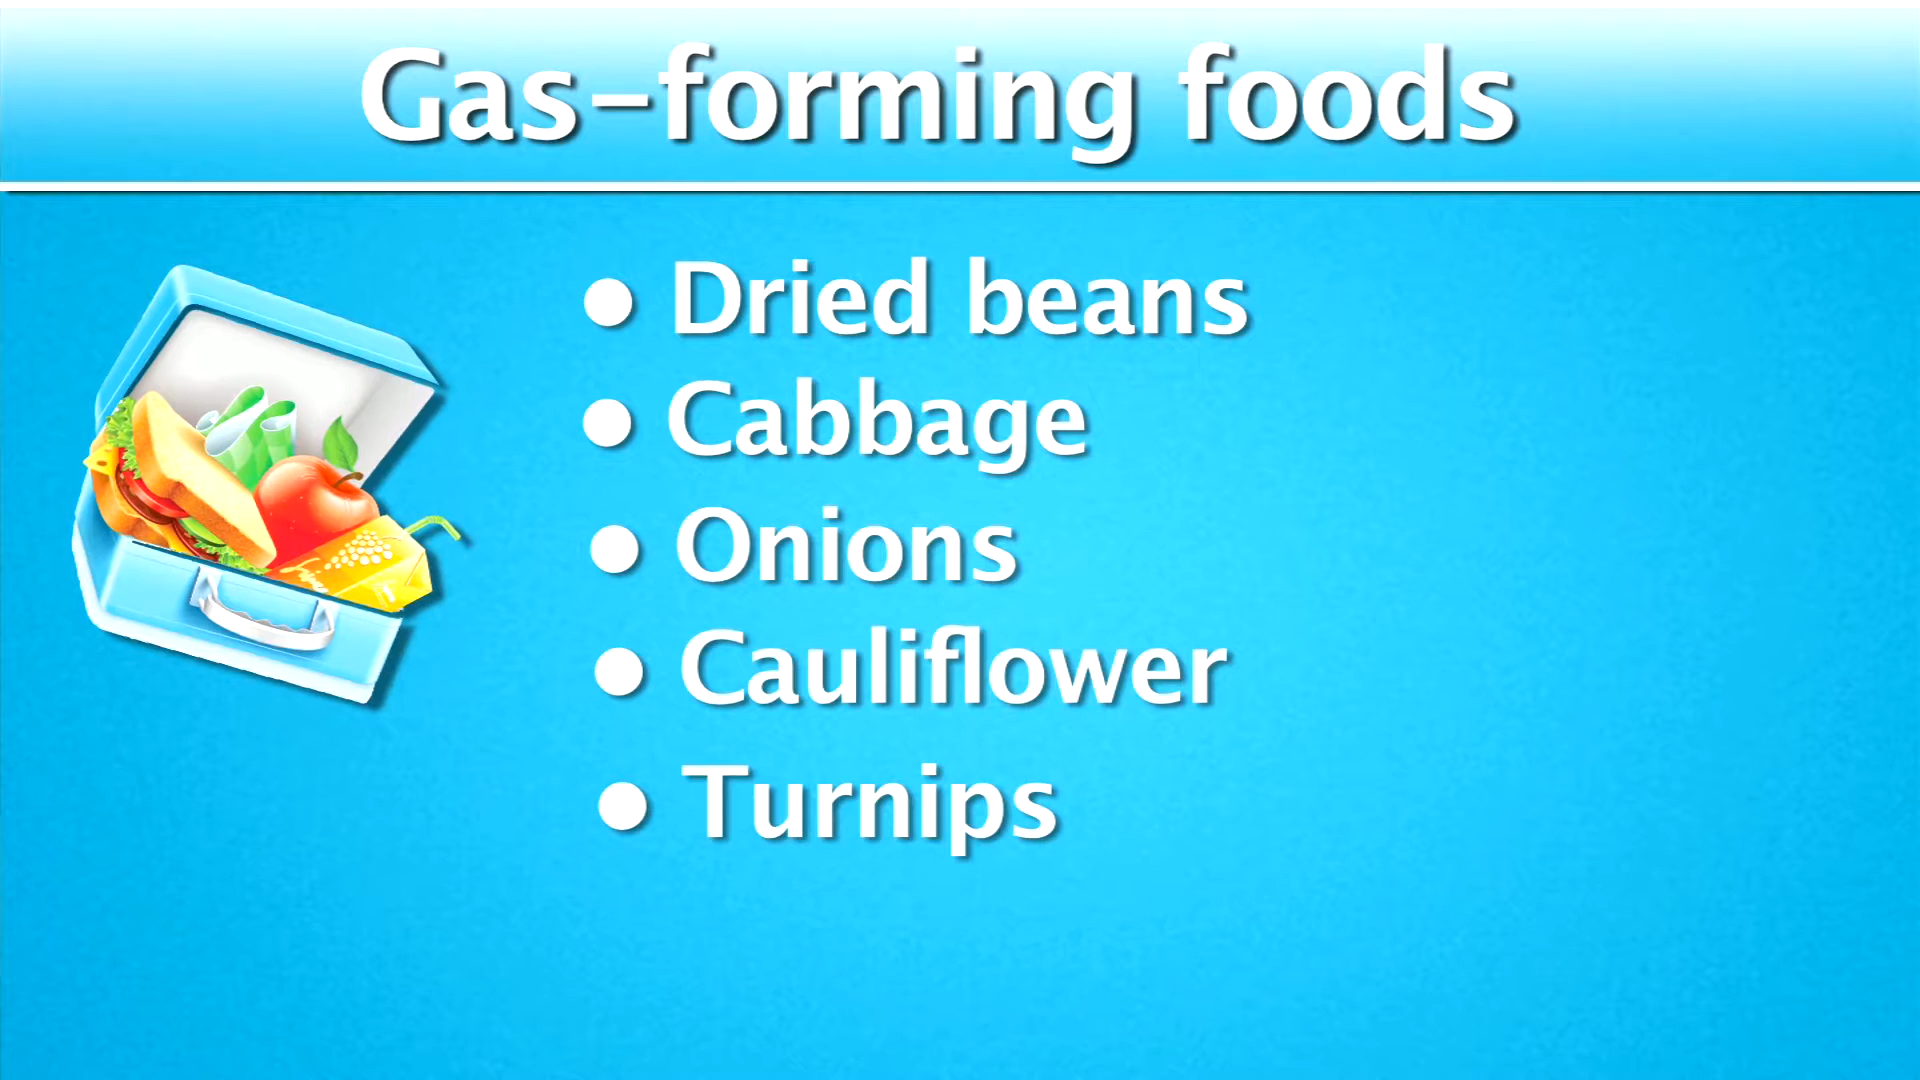 Gas-forming foods
• Dried beans
• Cabbage
• Onions
• Cauliflower
• Turnips